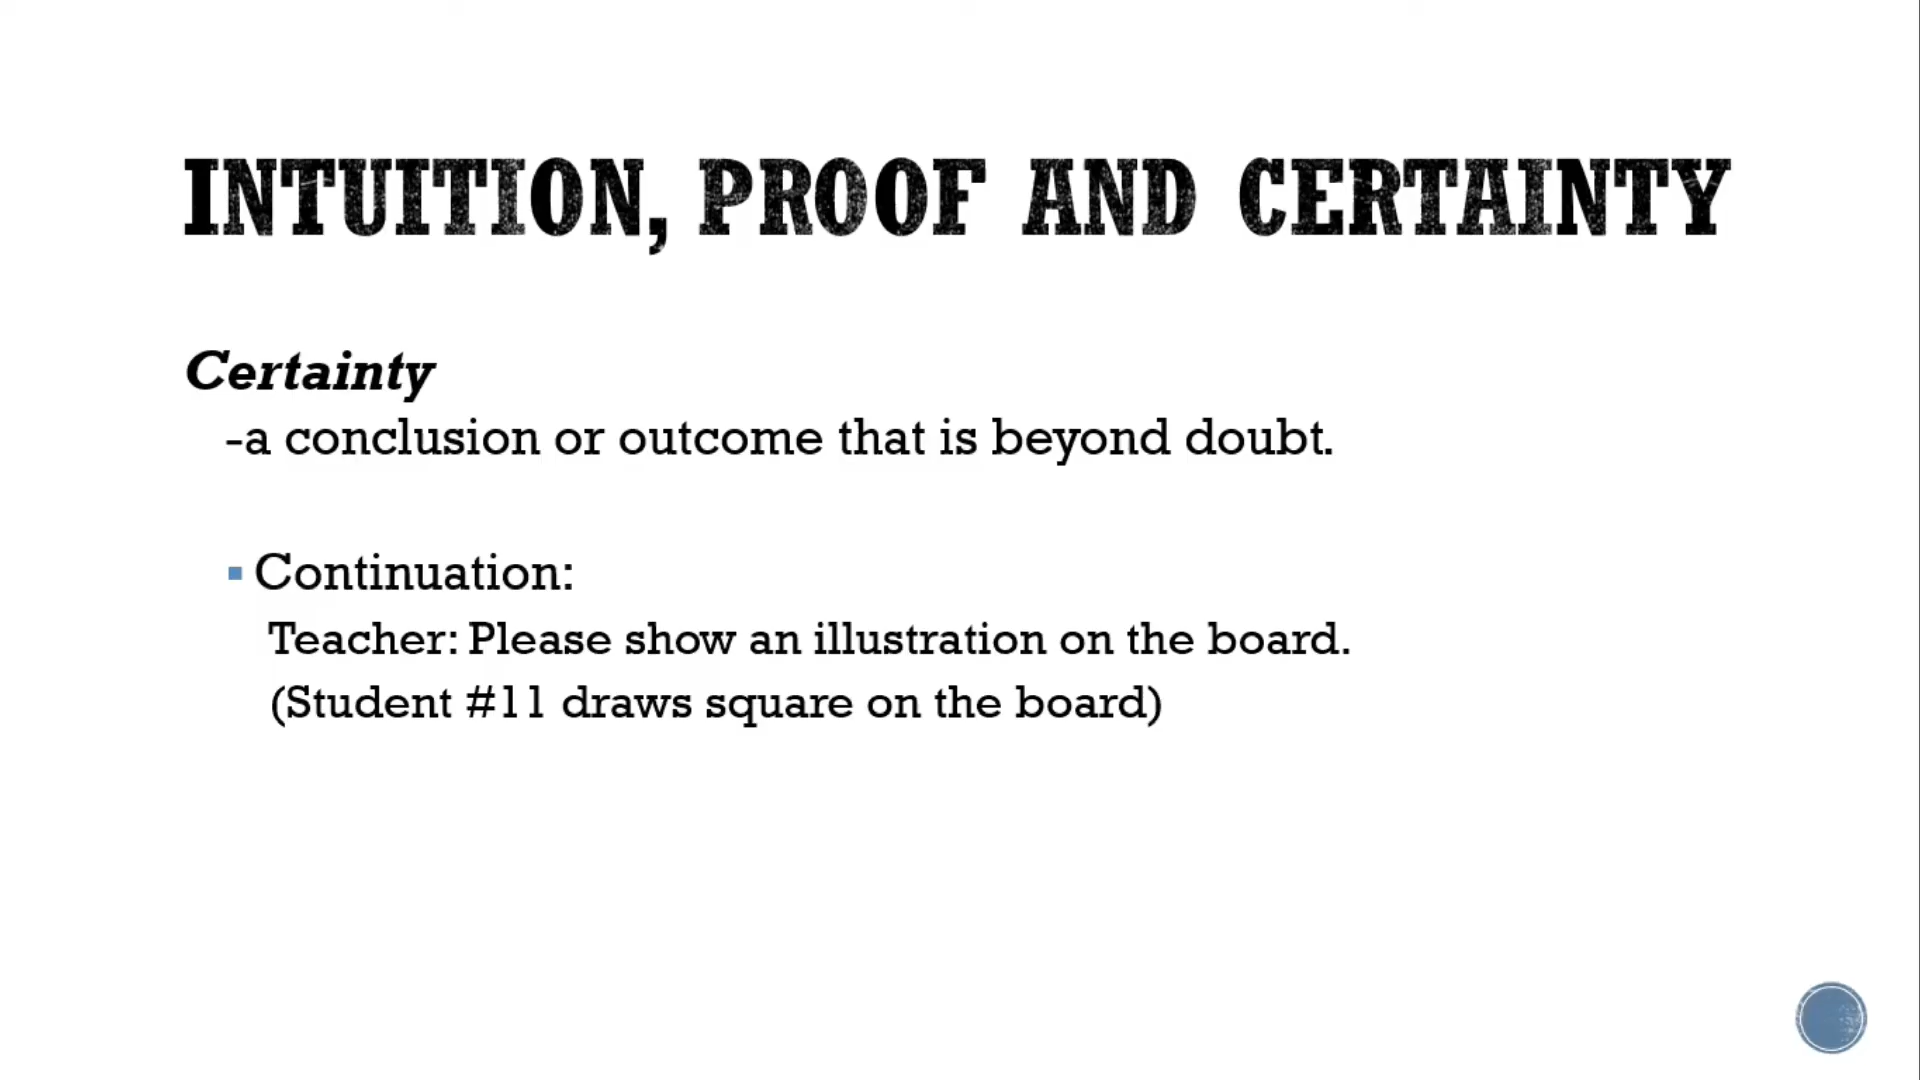 INTUITION, PROOF AND CERTAINTY
Certainty
-a conclusion or outcome that is beyond doubt.
▪ Continuation:
Teacher: Please show an illustration on the board.
(Student #11 draws square on the board)